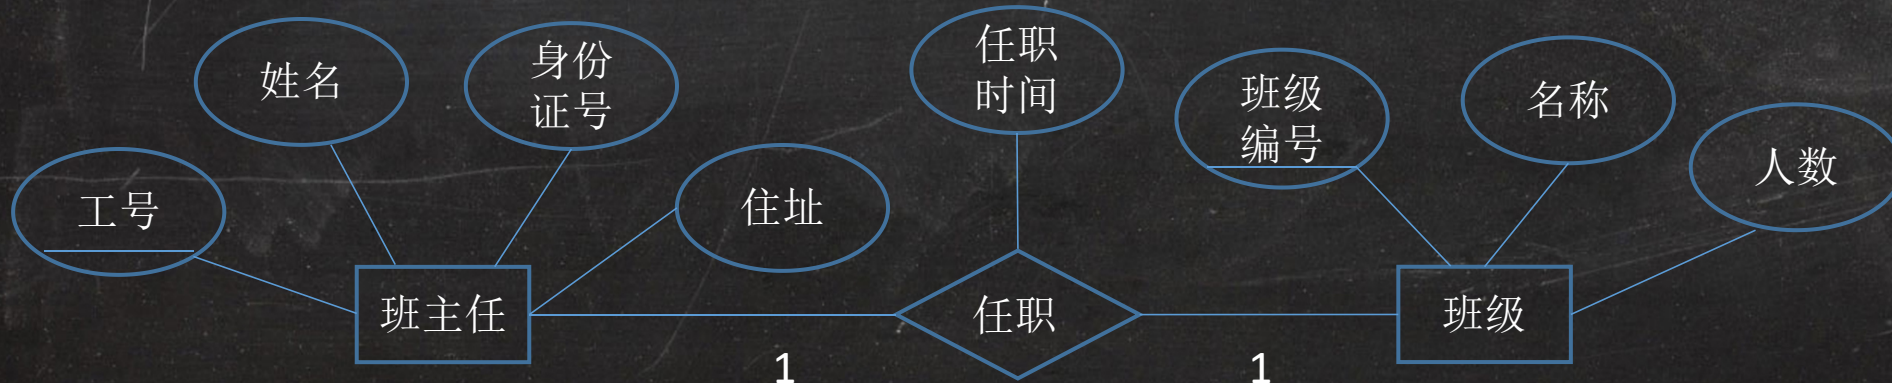 姓名
身份
证号
任职
时间
班级
编号
名称
人数
工号
住址
班主任
任职
班级
1
1